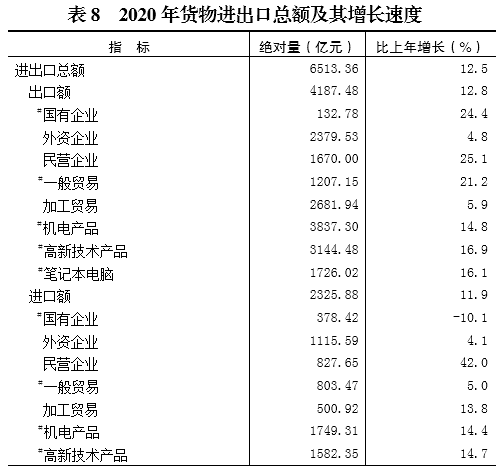 表 8 2020 年货物进出口总额及其增长速度
指 标 绝对量（亿元） 比上年增长（%）
进出口总额 6513.36 12.5
出口额 4187.48 12.8
#国有企业 132.78 24.4
外资企业 2379.53 4.8
民营企业 1670.00 25.1
#一般贸易 1207.15 21.2
加工贸易 2681.94 5.9
#机电产品 3837.30 14.8
#高新技术产品 3144.48 16.9
#笔记本电脑 1726.02 16.1
进口额 2325.88 11.9
#国有企业 378.42 -10.1
外资企业 1115.59 4.1
民营企业 827.65 42.0
#一般贸易 803.47 5.0
加工贸易 500.92 13.8
#机电产品 1749.31 14.4
#高新技术产品 1582.35 14.7